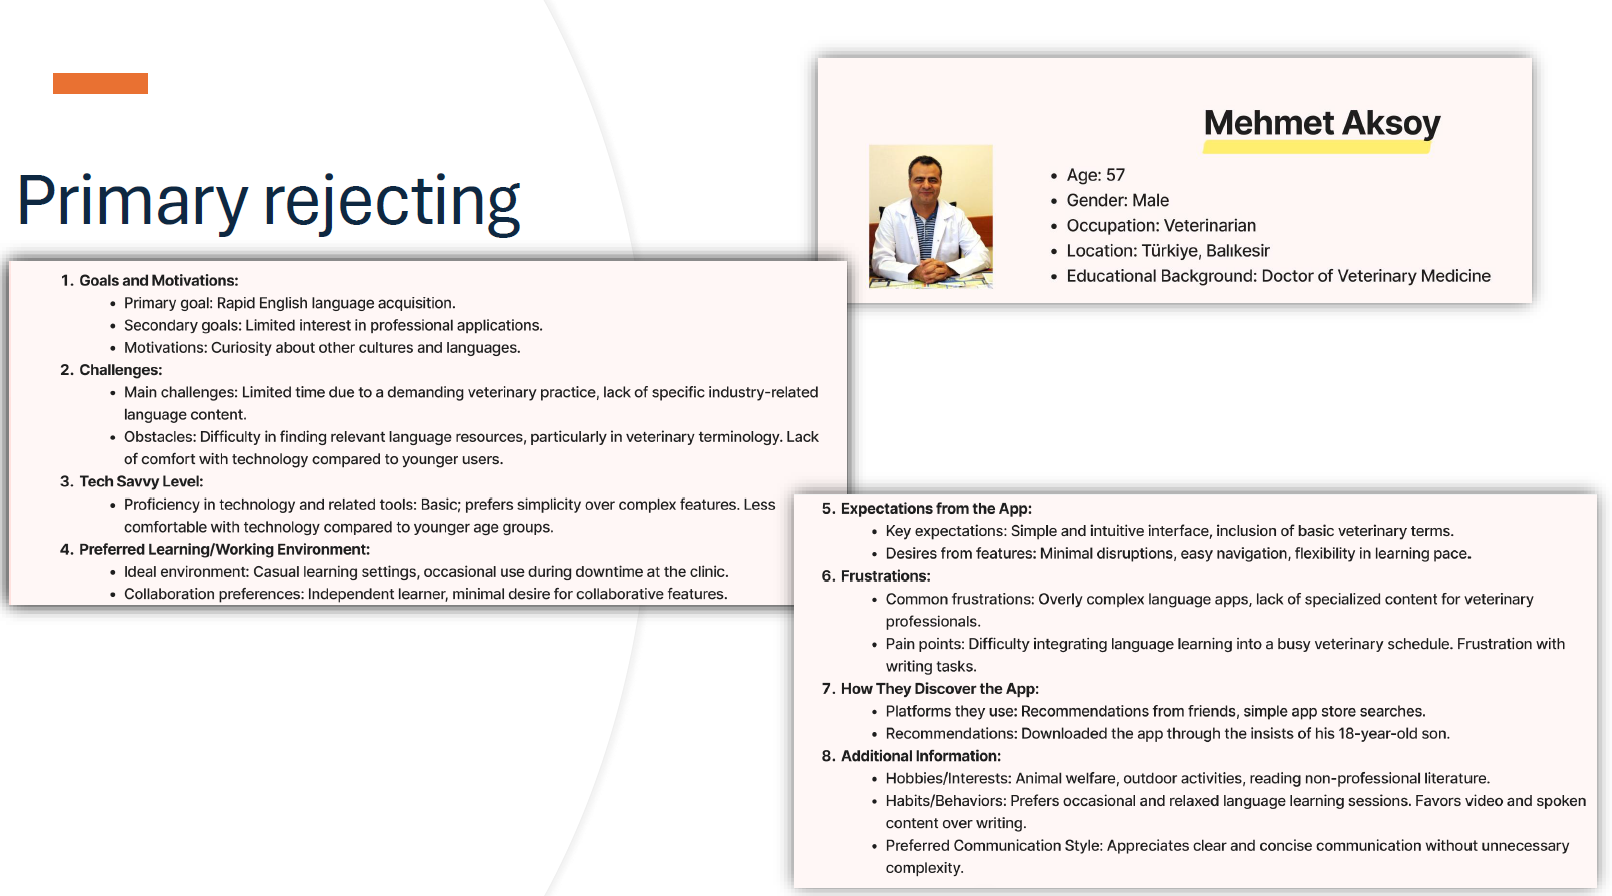 Primary rejecting
Mehmet Aksoy
• Age: 57
• Gender: Male
• Occupation: Veterinarian
• Location: Türkiye, Balıkesir
• Educational Background: Doctor of Veterinary Medicine
1. Goals and Motivations:
• Primary goal: Rapid English language acquisition.
• Secondary goals: Limited interest in professional applications.
• Motivations: Curiosity about other cultures and languages.
2. Challenges:
• Main challenges: Limited time due to a demanding veterinary practice, lack of specific industry-related
language content.
• Obstacles: Difficulty in finding relevant language resources, particularly in veterinary terminology. Lack
of comfort with technology compared to younger users.
3. Tech Savvy Level:
• Proficiency in technology and related tools: Basic; prefers simplicity over complex features. Less
comfortable with technology compared to younger age groups.
4. Preferred Learning/Working Environment:
• Ideal environment: Casual learning settings, occasional use during downtime at the clinic.
• Collaboration preferences: Independent learner, minimal desire for collaborative features.
5. Expectations from the App:
• Key expectations: Simple and intuitive interface, inclusion of basic veterinary terms.
• Desires from features: Minimal disruptions, easy navigation, flexibility in learning pace.
6. Frustrations:
• Common frustrations: Overly complex language apps, lack of specialized content for veterinary
professionals.
• Pain points: Difficulty integrating language learning into a busy veterinary schedule. Frustration with
writing tasks.
7. How They Discover the App:
• Platforms they use: Recommendations from friends, simple app store searches.
• Recommendations: Downloaded the app through the insists of his 18-year-old son.
8. Additional Information:
• Hobbies/Interests: Animal welfare, outdoor activities, reading non-professional literature.
• Habits/Behaviors: Prefers occasional and relaxed language learning sessions. Favors video and spoken
content over writing.
• Preferred Communication Style: Appreciates clear and concise communication without unnecessary
complexity.